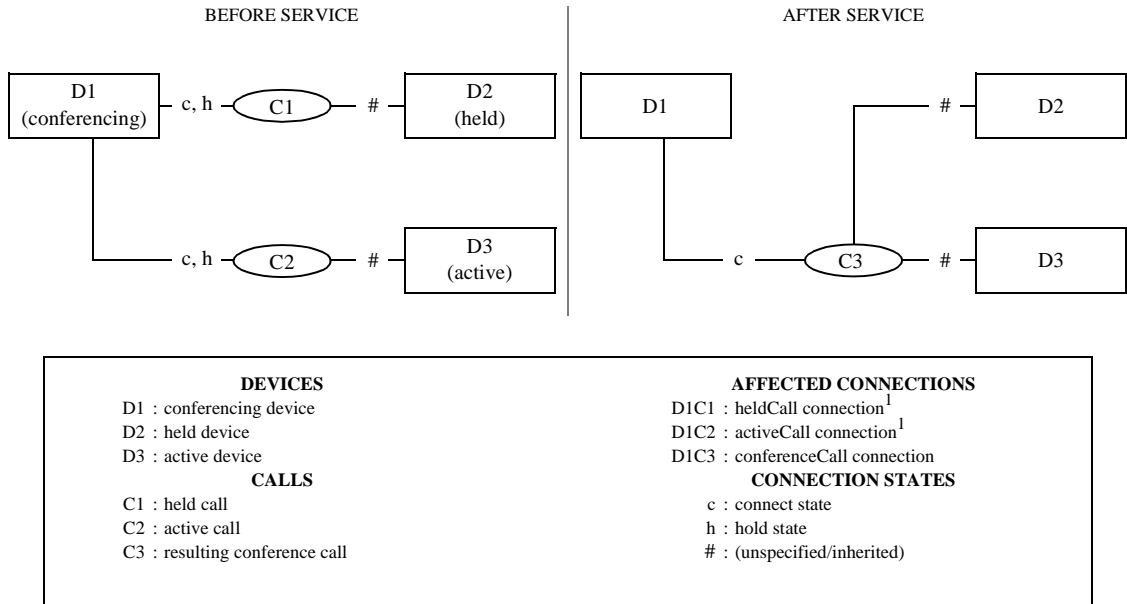 BEFORE SERVICE
AFTER SERVICE
D1
(conferencing)
c, h
C1
#
D2
(held)
c, h
C2
#
D3
(active)
D1
c
C3
#
D2
#
D3
DEVICES
D1 : conferencing device
D2 : held device
D3 : active device
CALLS
C1 : held call
C2 : active call
C3 : resulting conference call
AFFECTED CONNECTIONS
D1C1 : heldCall connection1
D1C2 : activeCall connection1
D1C3 : conferenceCall connection
CONNECTION STATES
c : connect state
h : hold state
# : (unspecified/inherited)